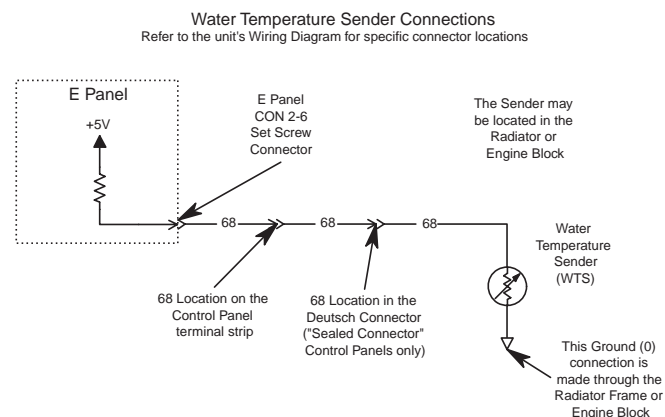 Water Temperature Sender Connections
Refer to the unit's Wiring Diagram for specific connector locations
E Panel
+5V
E Panel
CON 2-6
Set Screw
Connector
The Sender may
be located in the
Radiator or
Engine Block
68
68
68
Water
Temperature
Sender
(WTS)
68 Location on the
Control Panel
terminal strip
68 Location in the
Deutsch Connector
("Sealed Connector"
Control Panels only)
This Ground (0)
connection is
made through the
Radiator Frame or
Engine Block